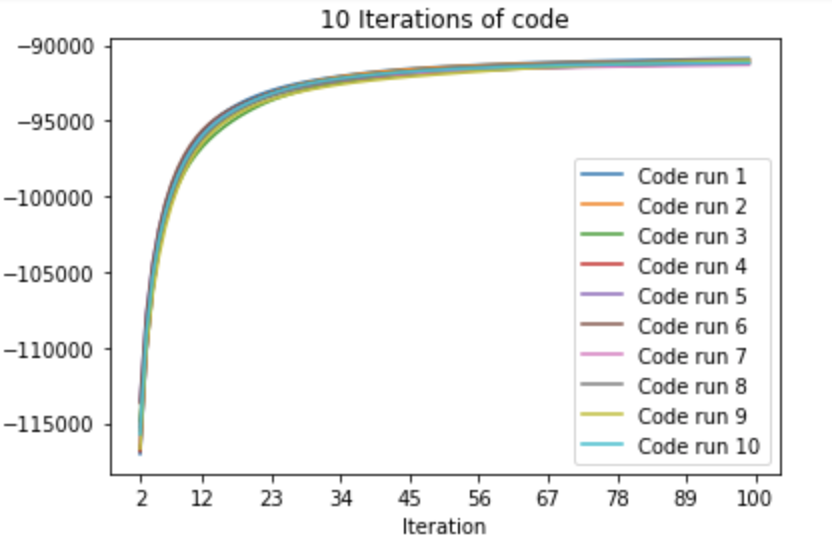 10 Iterations of code
−90000
−95000
−100000
−105000
−110000
−115000
Code run 1
Code run 2
Code run 3
Code run 4
Code run 5
Code run 6
Code run 7
Code run 8
Code run 9
Code run 10
2 12 23 34 45 56 67 78 89 100
Iteration